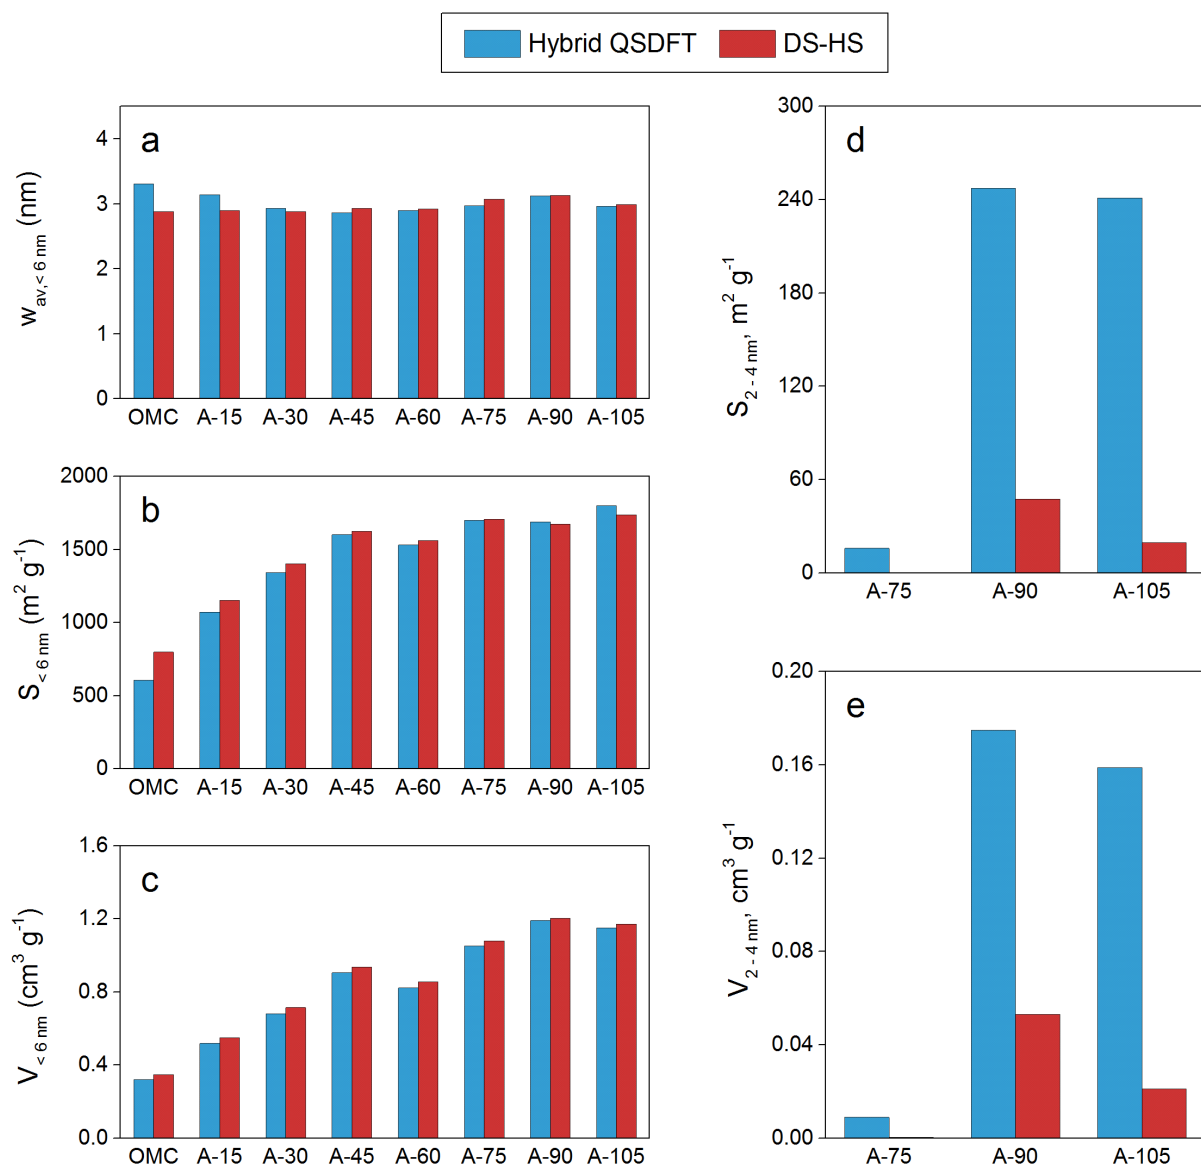 Hybrid QSDFT DS-HS
a
w av,< 6 nm (nm)
4
3
2
1
0
OMC A-15 A-30 A-45 A-60 A-75 A-90 A-105
b
S < 6 nm (m² g⁻¹)
2000
1500
1000
500
0
OMC A-15 A-30 A-45 A-60 A-75 A-90 A-105
c
V < 6 nm (cm³ g⁻¹)
1.6
1.2
0.8
0.4
0.0
OMC A-15 A-30 A-45 A-60 A-75 A-90 A-105
d
S 2 - 4 nm, m² g⁻¹
300
240
180
120
60
0
A-75 A-90 A-105
e
V 2 - 4 nm, cm³ g⁻¹
0.20
0.16
0.12
0.08
0.04
0.00
A-75 A-90 A-105